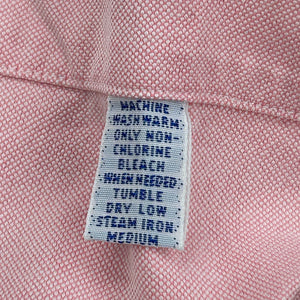 MACHINE
WASH WARM
ONLY NON-
CHLORINE
BLEACH
WHEN NEEDED
TUMBLE
DRY LOW
STEAM IRON
MEDIUM